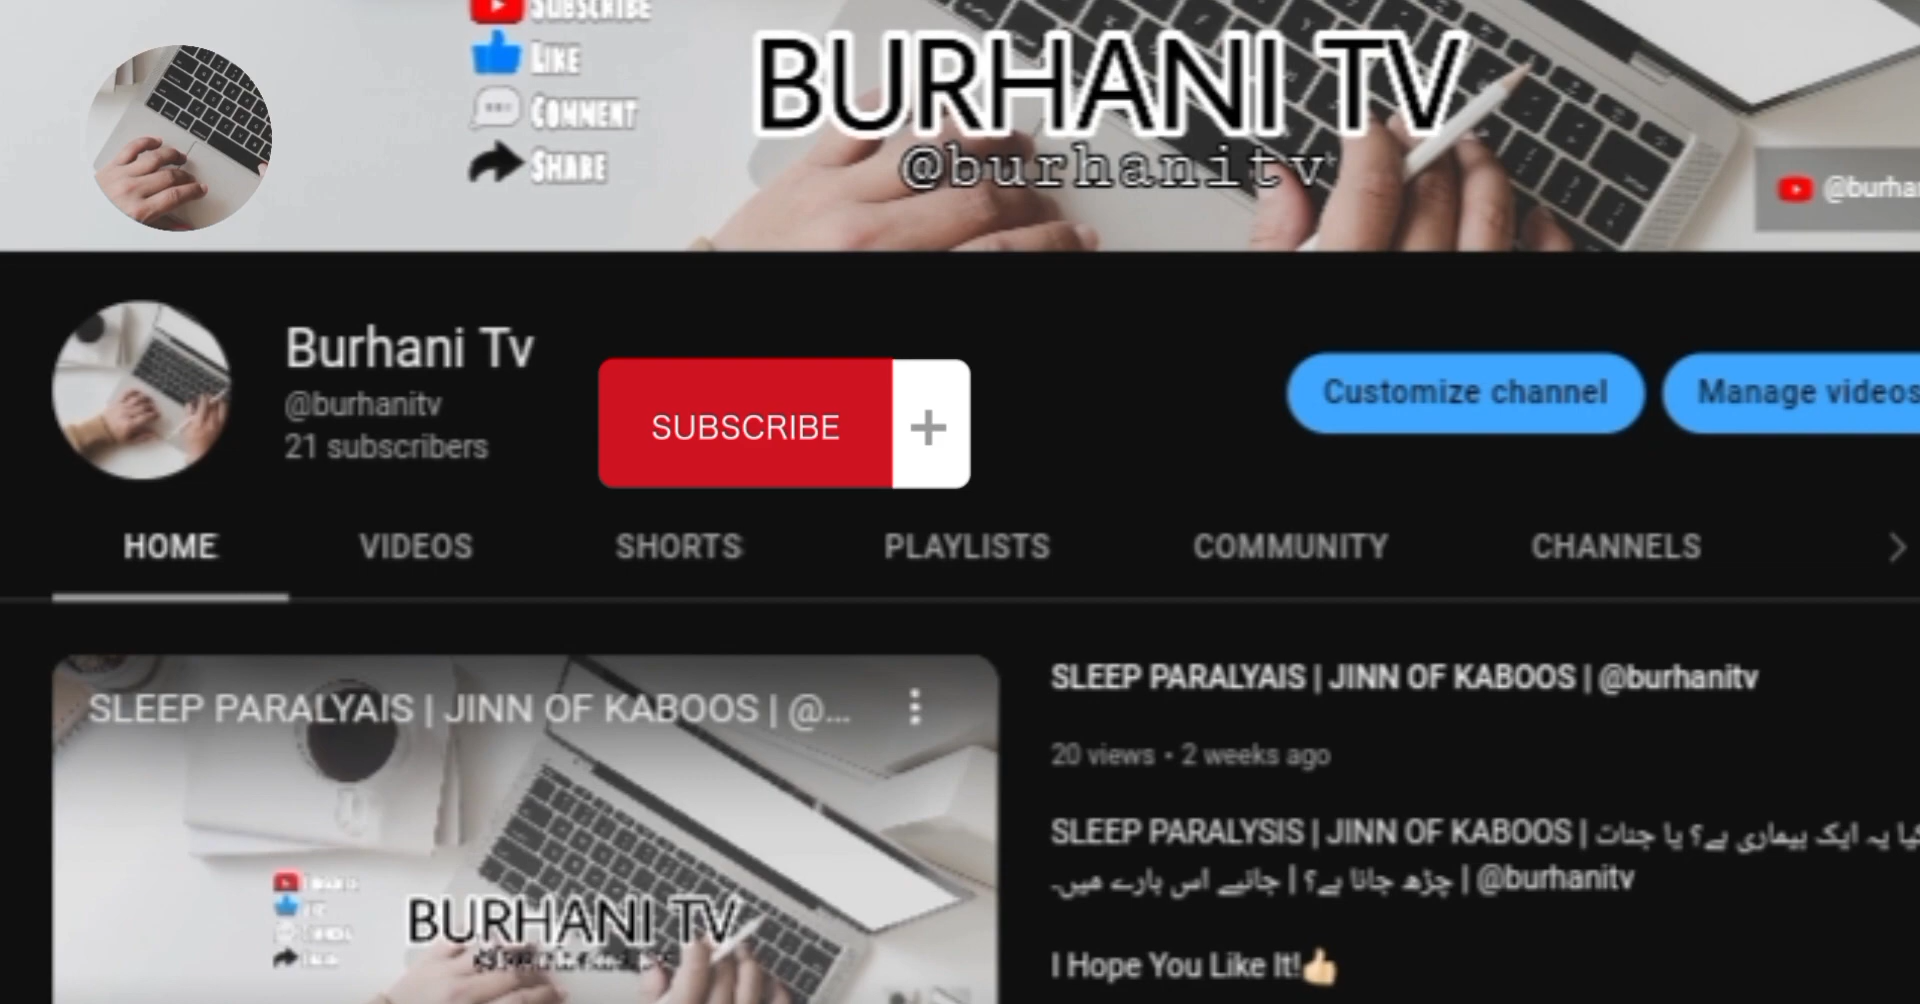 SUBSCRIBE
LIKE
COMMENT
SHARE
BURHANI TV
@burhanitv
@burha
Burhani Tv
@burhanitv
21 subscribers
SUBSCRIBE +
Customize channel
Manage videos
HOME VIDEOS SHORTS PLAYLISTS COMMUNITY CHANNELS
SLEEP PARALYAIS | JINN OF KABOOS | @...
BURHANI TV
SLEEP PARALYAIS | JINN OF KABOOS | @burhanitv
20 views • 2 weeks ago
SLEEP PARALYSIS | JINN OF KABOOS | کیا یہ ایک بیماری ہے؟ یا جنات
چڑھ جاتا ہے؟ | جانیے اس بارے میں۔ | @burhanitv
I Hope You Like It!👍🏻